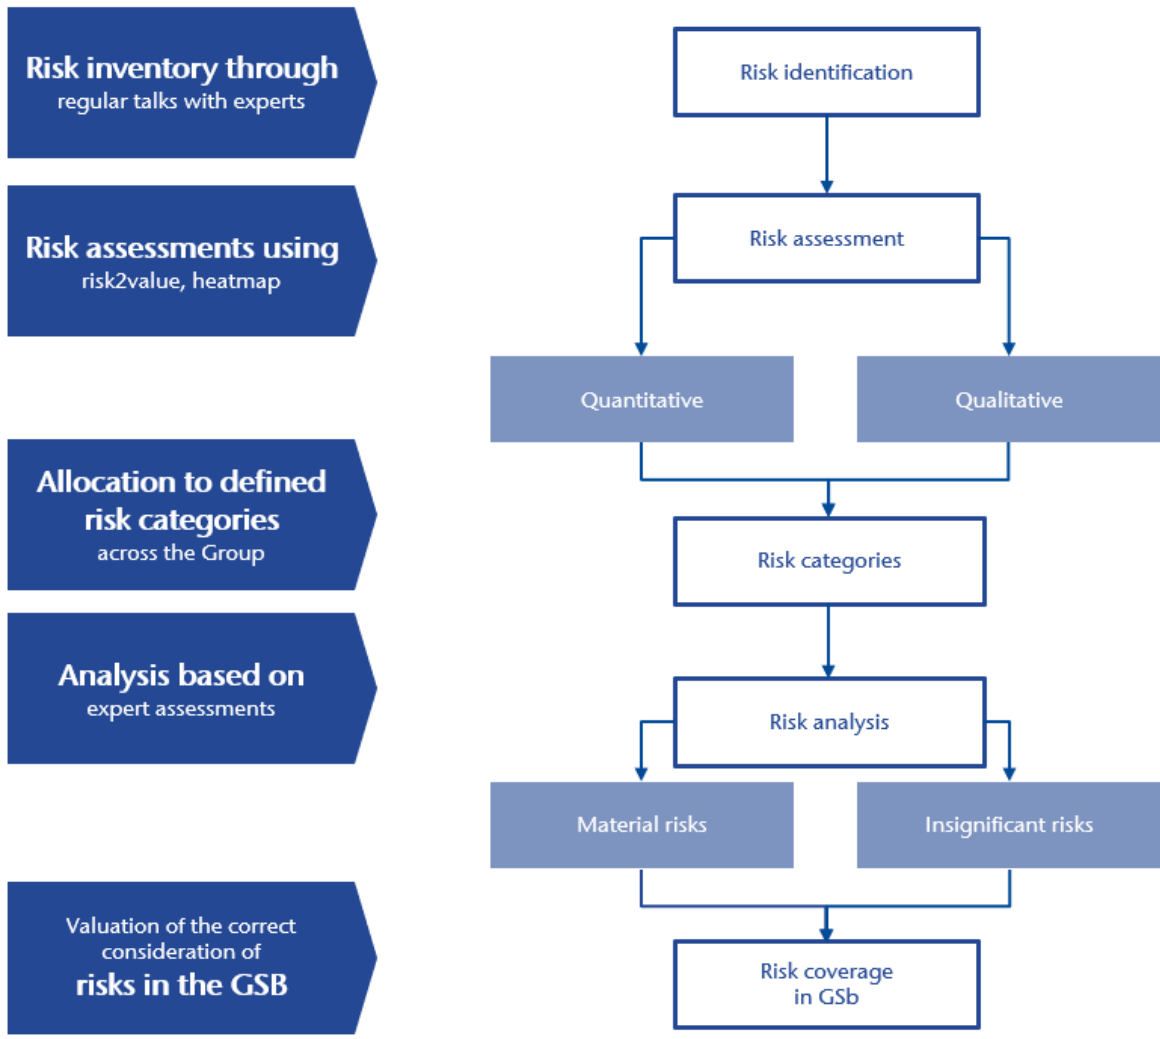 Risk inventory through
regular talks with experts
Risk identification
Risk assessments using
risk2value, heatmap
Risk assessment
Quantitative
Qualitative
Allocation to defined
risk categories
across the Group
Risk categories
Analysis based on
expert assessments
Risk analysis
Material risks
Insignificant risks
Valuation of the correct
consideration of
risks in the GSB
Risk coverage
in GSb